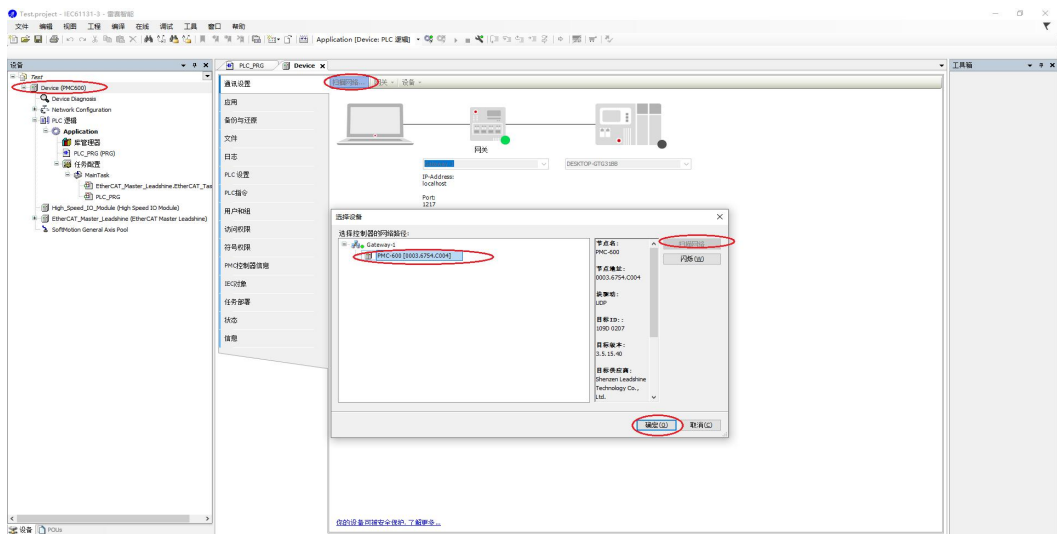 Test.project - IEC61131-3 - 雷赛智能
文件 编辑 视图 工程 编译 在线 调试 工具 窗口 帮助
Application [Device: PLC 逻辑]
设备
Test
Device (PMC600)
Device Diagnosis
Network Configuration
PLC 逻辑
Application
库管理器
PLC_PRG (PRG)
任务配置
MainTask
EtherCAT_Master_Leadshine.EtherCAT_Tas
PLC_PRG
High_Speed_IO_Module (High Speed IO Module)
EtherCAT_Master_Leadshine (EtherCAT Master Leadshine)
SoftMotion General Axis Pool
设备 POUs
PLC_PRG Device
通讯设置
应用
备份与还原
文件
日志
PLC 设置
PLC指令
用户和组
访问权限
符号权限
PMC控制器信息
IEC对象
任务部署
状态
信息
扫描网络 网关 设备
网关
DESKTOP-GTG318B
IP-Address:
localhost
Port:
1217
选择设备
选择控制器的网络路径:
Gateway-1
PMC-600 [0003.6754.C004]
节点名:
PMC-600
节点地址:
0003.6754.C004
块驱动:
UDP
目标ID::
109D 0207
目标版本:
3.5.15.40
目标供应商:
Shenzen Leadshine
Technology Co.,
Ltd.
扫描网络
闪烁(W)
确定(O) 取消(C)
你的设备可被安全保护. 了解更多...
工具箱